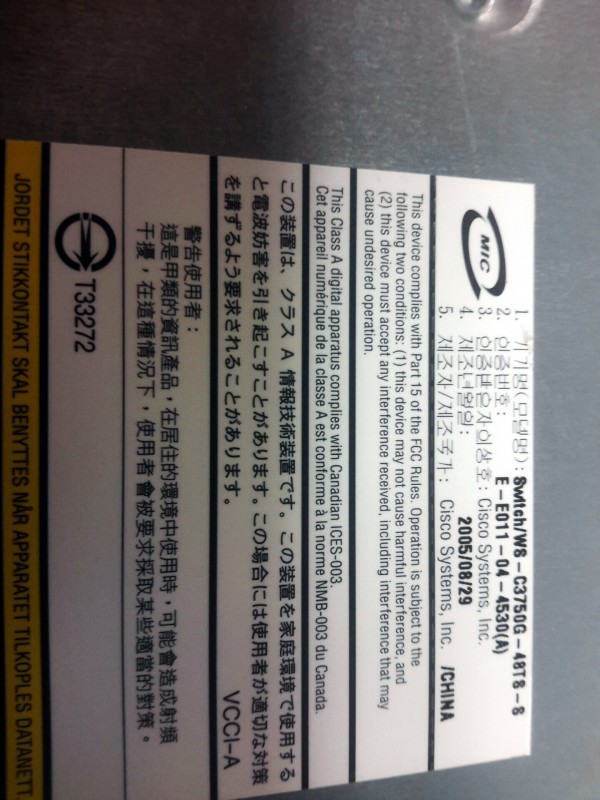 MIC
1. 기기명(모델명) : Switch/WS-C3750G-48TS-S
2. 인증번호 : E-E011-04-4530(A)
3. 인증받은자의상호 : Cisco Systems, Inc.
4. 제조년월일 : 2005/08/29
5. 제조자/제조국가 : Cisco Systems, Inc. /CHINA
This device complies with Part 15 of the FCC Rules. Operation is subject to the
following two conditions: (1) this device may not cause harmful interference, and
(2) this device must accept any interference received, including interference that may
cause undesired operation.
This Class A digital apparatus complies with Canadian ICES-003.
Cet appareil numérique de la classe A est conforme à la norme NMB-003 du Canada.
この装置は、クラス A 情報技術装置です。この装置を家庭環境で使用する
と電波妨害を引き起こすことがあります。この場合には使用者が適切な対策
を講ずるよう要求されることがあります。 VCCI-A
警告使用者：
這是甲類的資訊產品，在居住的環境中使用時，可能會造成射頻
干擾，在這種情況下，使用者會被要求採取某些適當的對策。
T33272
JORDET STIKKONTAKT SKAL BENYTTES NÅR APPARATET TILKOPLES DATANETT.